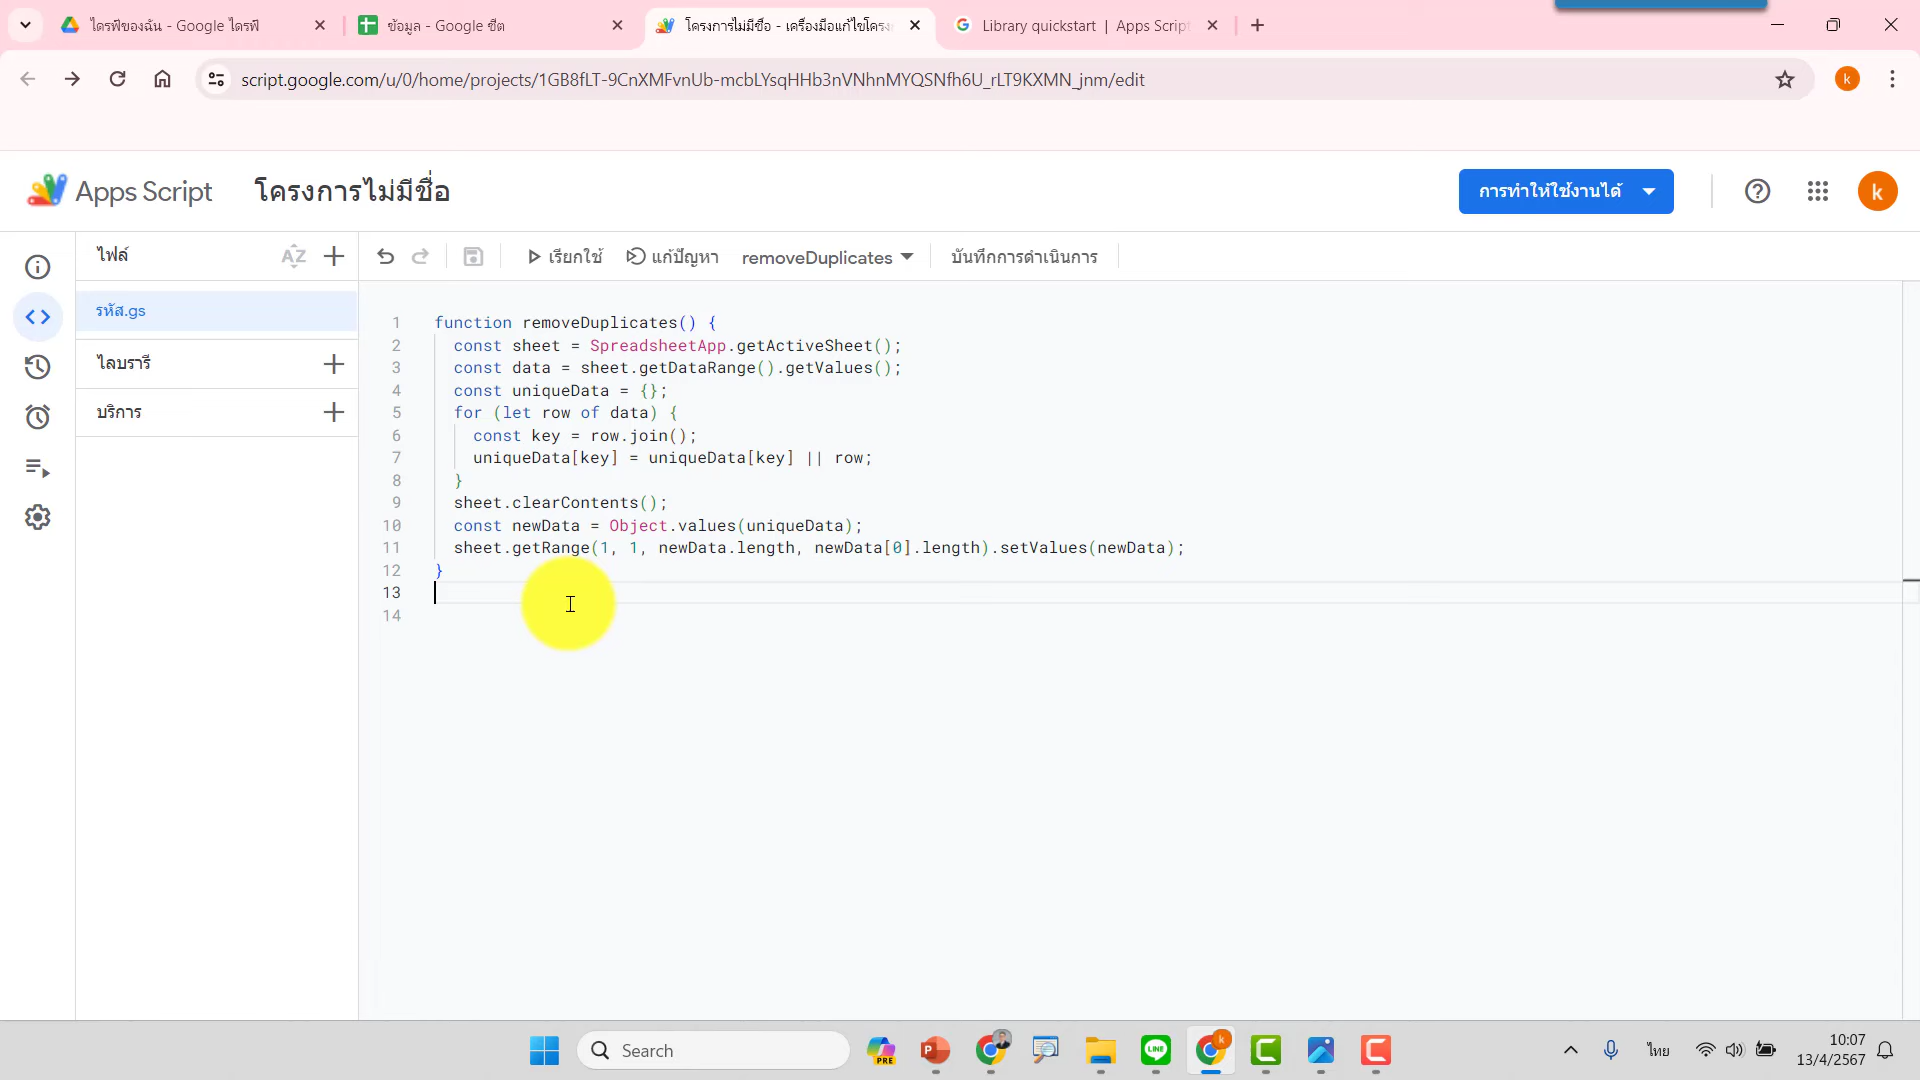 ไดรฟ์ของฉัน - Google ไดรฟ์
ข้อมูล - Google ชีต
โครงการไม่มีชื่อ - เครื่องมือแก้ไขโครง
Library quickstart | Apps Script
script.google.com/u/0/home/projects/1GB8fLT-9CnXMFvnUb-mcbLYsqHHb3nVNhnMYQSNfh6U_rLT9KXMN_jnm/edit
k
Apps Script
โครงการไม่มีชื่อ
การทำให้ใช้งานได้
k
ไฟล์
AZ
เรียกใช้
แก้ปัญหา
removeDuplicates
บันทึกการดำเนินการ
รหัส.gs
ไลบรารี
บริการ
1 function removeDuplicates() {
2 const sheet = SpreadsheetApp.getActiveSheet();
3 const data = sheet.getDataRange().getValues();
4 const uniqueData = {};
5 for (let row of data) {
6 const key = row.join();
7 uniqueData[key] = uniqueData[key] || row;
8 }
9 sheet.clearContents();
10 const newData = Object.values(uniqueData);
11 sheet.getRange(1, 1, newData.length, newData[0].length).setValues(newData);
12 }
13
14
Search
PRE
P
LINE
k
C
C
ไทย
10:07
13/4/2567